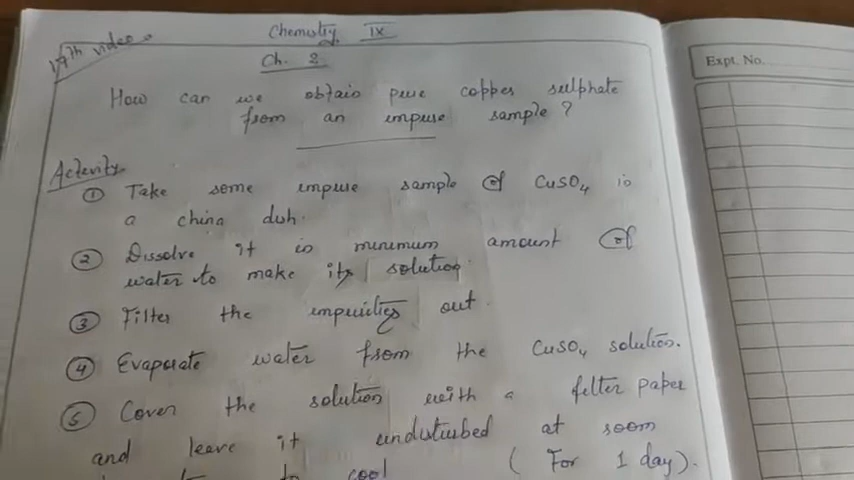 17th video
Chemistry IX
Ch. 2
How can we obtain pure copper sulphate
from an impure sample?
Activity
① Take some impure sample of CuSO4 in
a china dish.
② Dissolve it in minimum amount of
water to make its solution.
③ Filter the impurities out.
④ Evaporate water from the CuSO4 solution.
⑤ Cover the solution with a filter paper
and leave it undisturbed at room
to cool (For 1 day).
Expt. No.